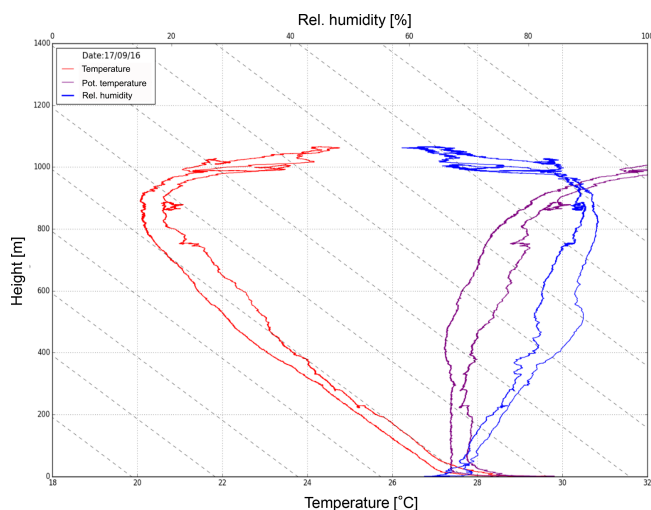 Rel. humidity [%]
0 20 40 60 80 100
1400
Date:17/09/16
Temperature
Pot. temperature
Rel. humidity
1200
1000
800
600
400
200
0
Height [m]
18 20 22 24 26 28 30 32
Temperature [˚C]